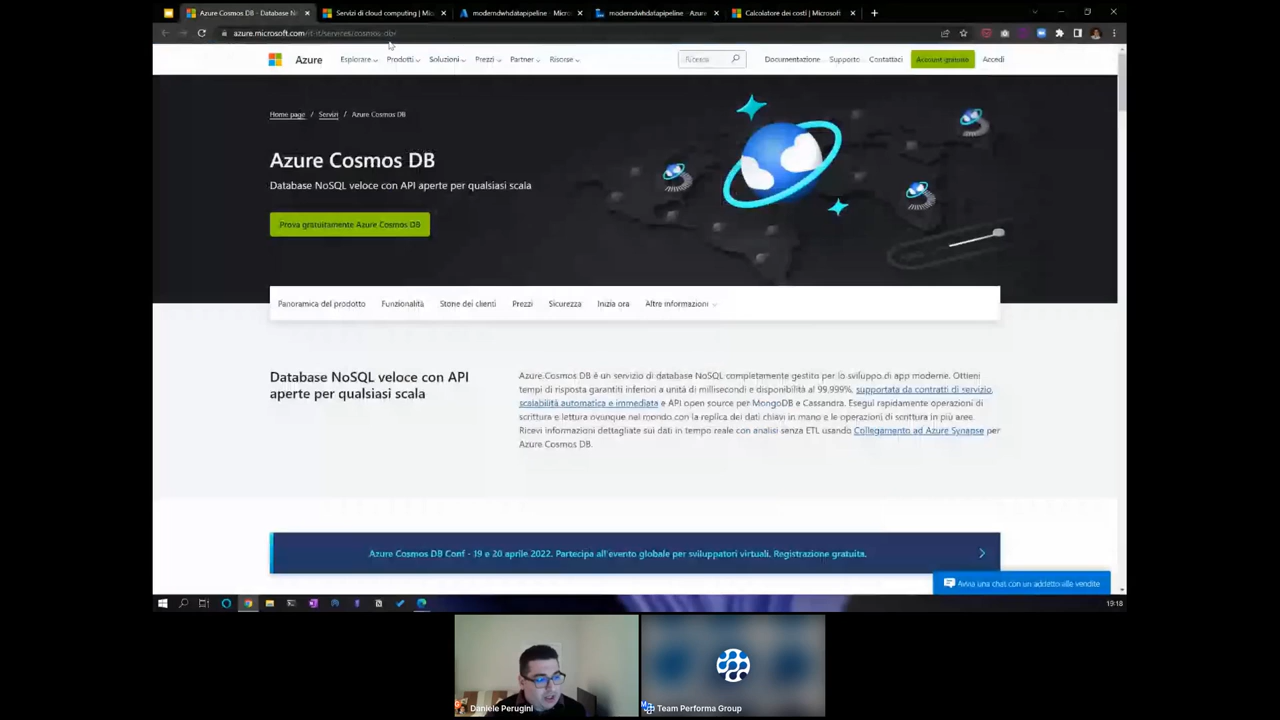 Azure Cosmos DB - Database N
Servizi di cloud computing | Mic
moderndwhdatapipeline - Micros
moderndwhdatapipeline - Azure
Calcolatore dei costi | Microsoft
azure.microsoft.com/it-it/services/cosmos-db/
Azure
Esplorare
Prodotti
Soluzioni
Prezzi
Partner
Risorse
Ricerca
Documentazione
Supporto
Contattaci
Account gratuito
Accedi
Home page / Servizi / Azure Cosmos DB
Azure Cosmos DB
Database NoSQL veloce con API aperte per qualsiasi scala
Prova gratuitamente Azure Cosmos DB
Panoramica del prodotto
Funzionalità
Storie dei clienti
Prezzi
Sicurezza
Inizia ora
Altre informazioni
Database NoSQL veloce con API
aperte per qualsiasi scala
Azure Cosmos DB è un servizio di database NoSQL completamente gestito per lo sviluppo di app moderne. Ottieni
tempi di risposta garantiti inferiori a unità di millisecondi e disponibilità al 99.999%, supportata da contratti di servizio,
scalabilità automatica e immediata e API open source per MongoDB e Cassandra. Esegui rapidamente operazioni di
scrittura e lettura ovunque nel mondo con la replica dei dati chiavi in mano e le operazioni di scrittura in più aree.
Ricevi informazioni dettagliate sui dati in tempo reale con analisi senza ETL usando Collegamento ad Azure Synapse per
Azure Cosmos DB.
Azure Cosmos DB Conf - 19 e 20 aprile 2022. Partecipa all'evento globale per sviluppatori virtuali. Registrazione gratuita.
Avvia una chat con un addetto alle vendite
19:18
Daniele Perugini
Team Performa Group